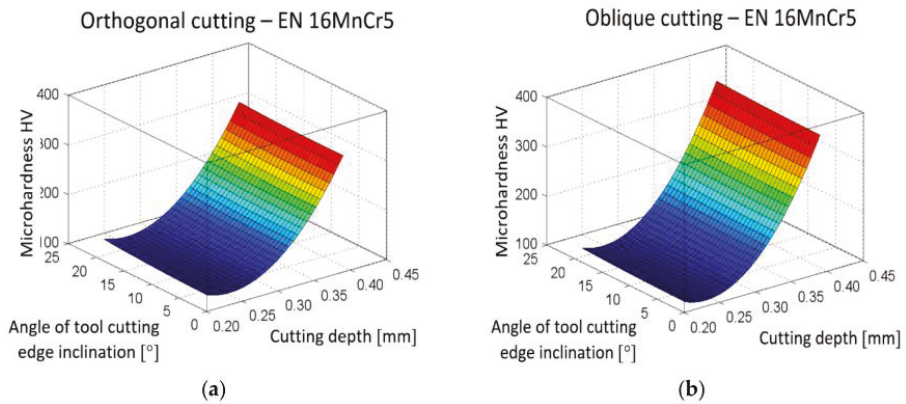 Orthogonal cutting – EN 16MnCr5
400
300
200
100
Microhardness HV
25
20
15
10
5
0
0.20
0.25
0.30
0.35
0.40
0.45
Angle of tool cutting
edge inclination [°]
Cutting depth [mm]
(a)
Oblique cutting – EN 16MnCr5
400
350
300
250
200
150
100
Microhardness HV
25
20
15
10
5
0
0.20
0.25
0.30
0.35
0.40
0.45
Angle of tool cutting
edge inclination [°]
Cutting depth [mm]
(b)